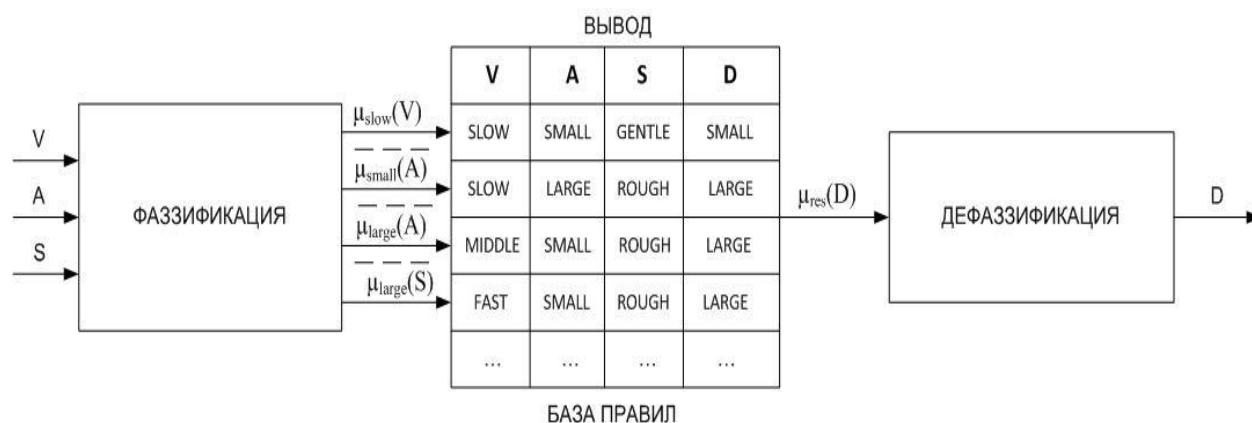 ВЫВОД
V A S D
μslow(V)
SLOW SMALL GENTLE SMALL
V
μsmall(A)
SLOW LARGE ROUGH LARGE
A
ФАЗЗИФИКАЦИЯ
μres(D)
ДЕФАЗЗИФИКАЦИЯ
D
μlarge(A)
MIDDLE SMALL ROUGH LARGE
S
μlarge(S)
FAST SMALL ROUGH LARGE
... ... ... ...
БАЗА ПРАВИЛ